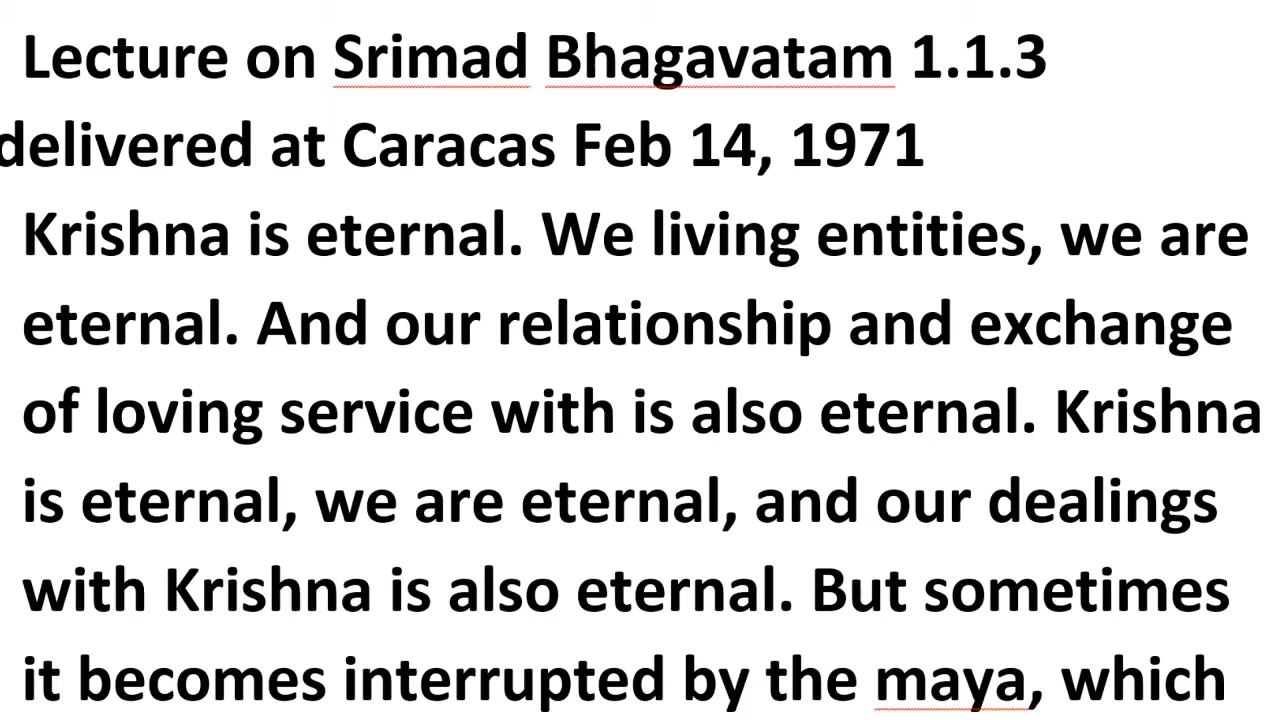 Lecture on Srimad Bhagavatam 1.1.3
delivered at Caracas Feb 14, 1971
Krishna is eternal. We living entities, we are
eternal. And our relationship and exchange
of loving service with is also eternal. Krishna
is eternal, we are eternal, and our dealings
with Krishna is also eternal. But sometimes
it becomes interrupted by the maya, which